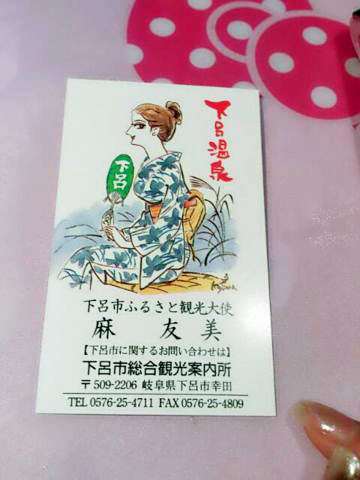 下呂温泉
下呂
下呂市ふるさと観光大使
麻 友美
【下呂市に関するお問い合わせは】
下呂市総合観光案内所
〒509-2206 岐阜県下呂市幸田
TEL 0576-25-4711 FAX 0576-25-4809